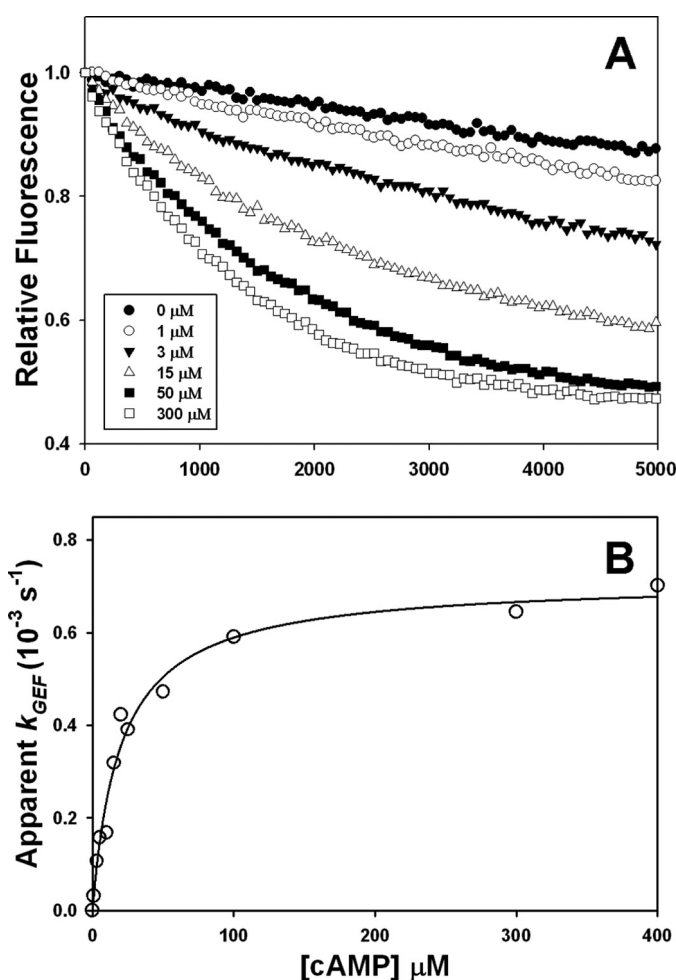 A
Relative Fluorescence
1.0
0.8
0.6
0.4
0 μM
1 μM
3 μM
15 μM
50 μM
300 μM
0 1000 2000 3000 4000 5000
B
Apparent k_GEF (10⁻³ s⁻¹)
0.8
0.6
0.4
0.2
0.0
0 100 200 300 400
[cAMP] μM